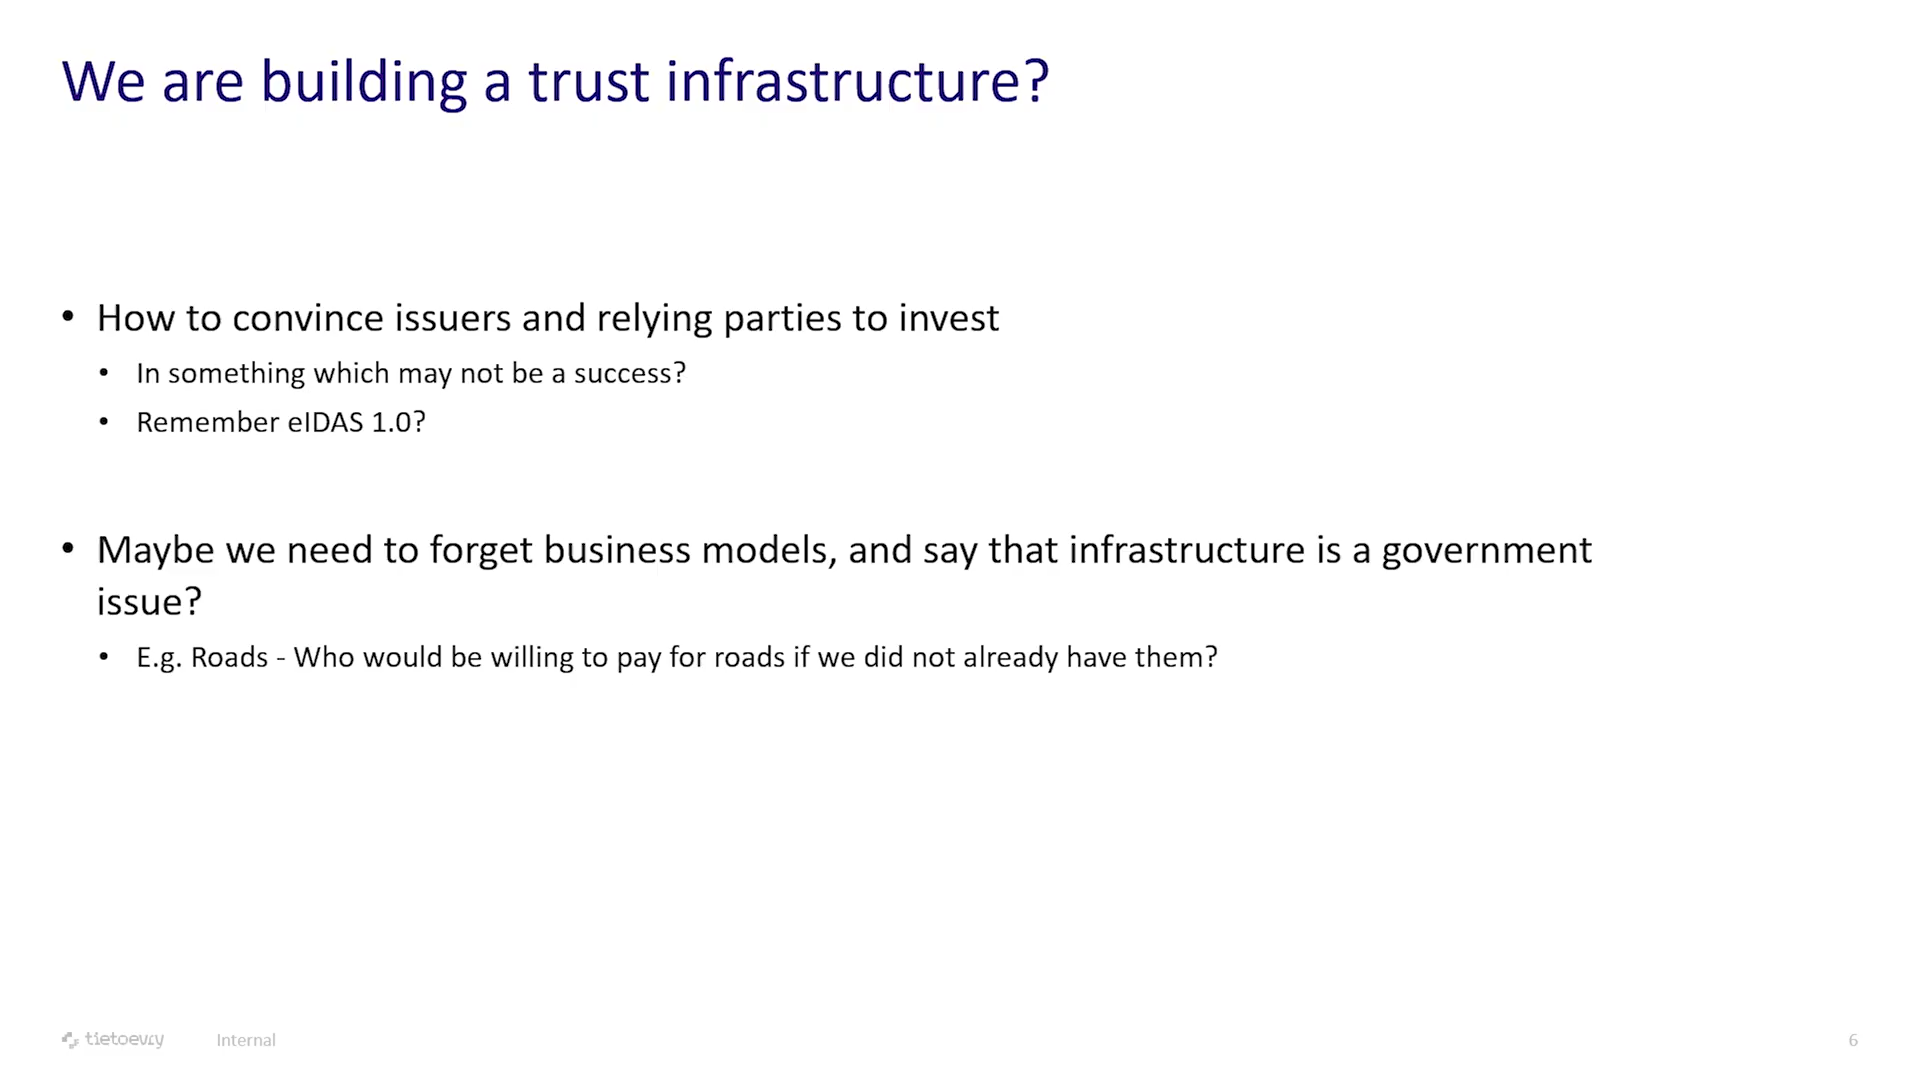 We are building a trust infrastructure?
• How to convince issuers and relying parties to invest
• In something which may not be a success?
• Remember eIDAS 1.0?
• Maybe we need to forget business models, and say that infrastructure is a government
issue?
• E.g. Roads - Who would be willing to pay for roads if we did not already have them?
tietoevry Internal 6